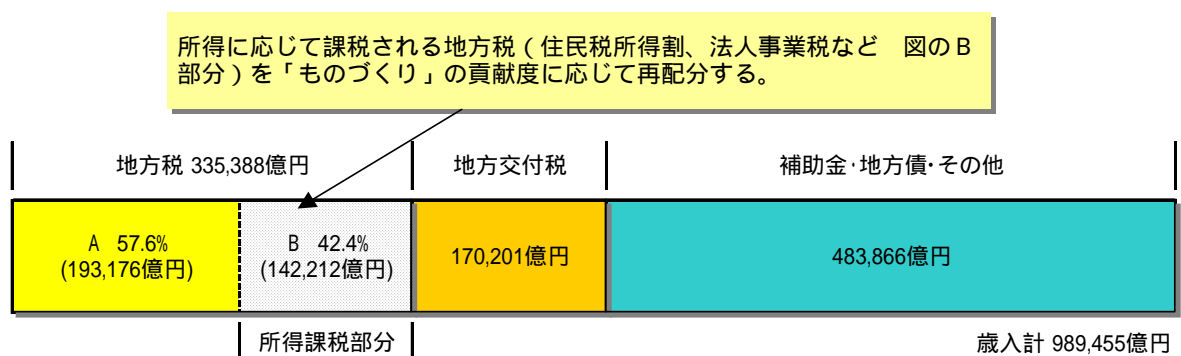 所得に応じて課税される地方税（住民税所得割、法人事業税など　図のＢ
部分）を「ものづくり」の貢献度に応じて再配分する。
地方税 335,388億円
地方交付税
補助金・地方債・その他
A 57.6%
(193,176億円)
B 42.4%
(142,212億円)
170,201億円
483,866億円
所得課税部分
歳入計 989,455億円